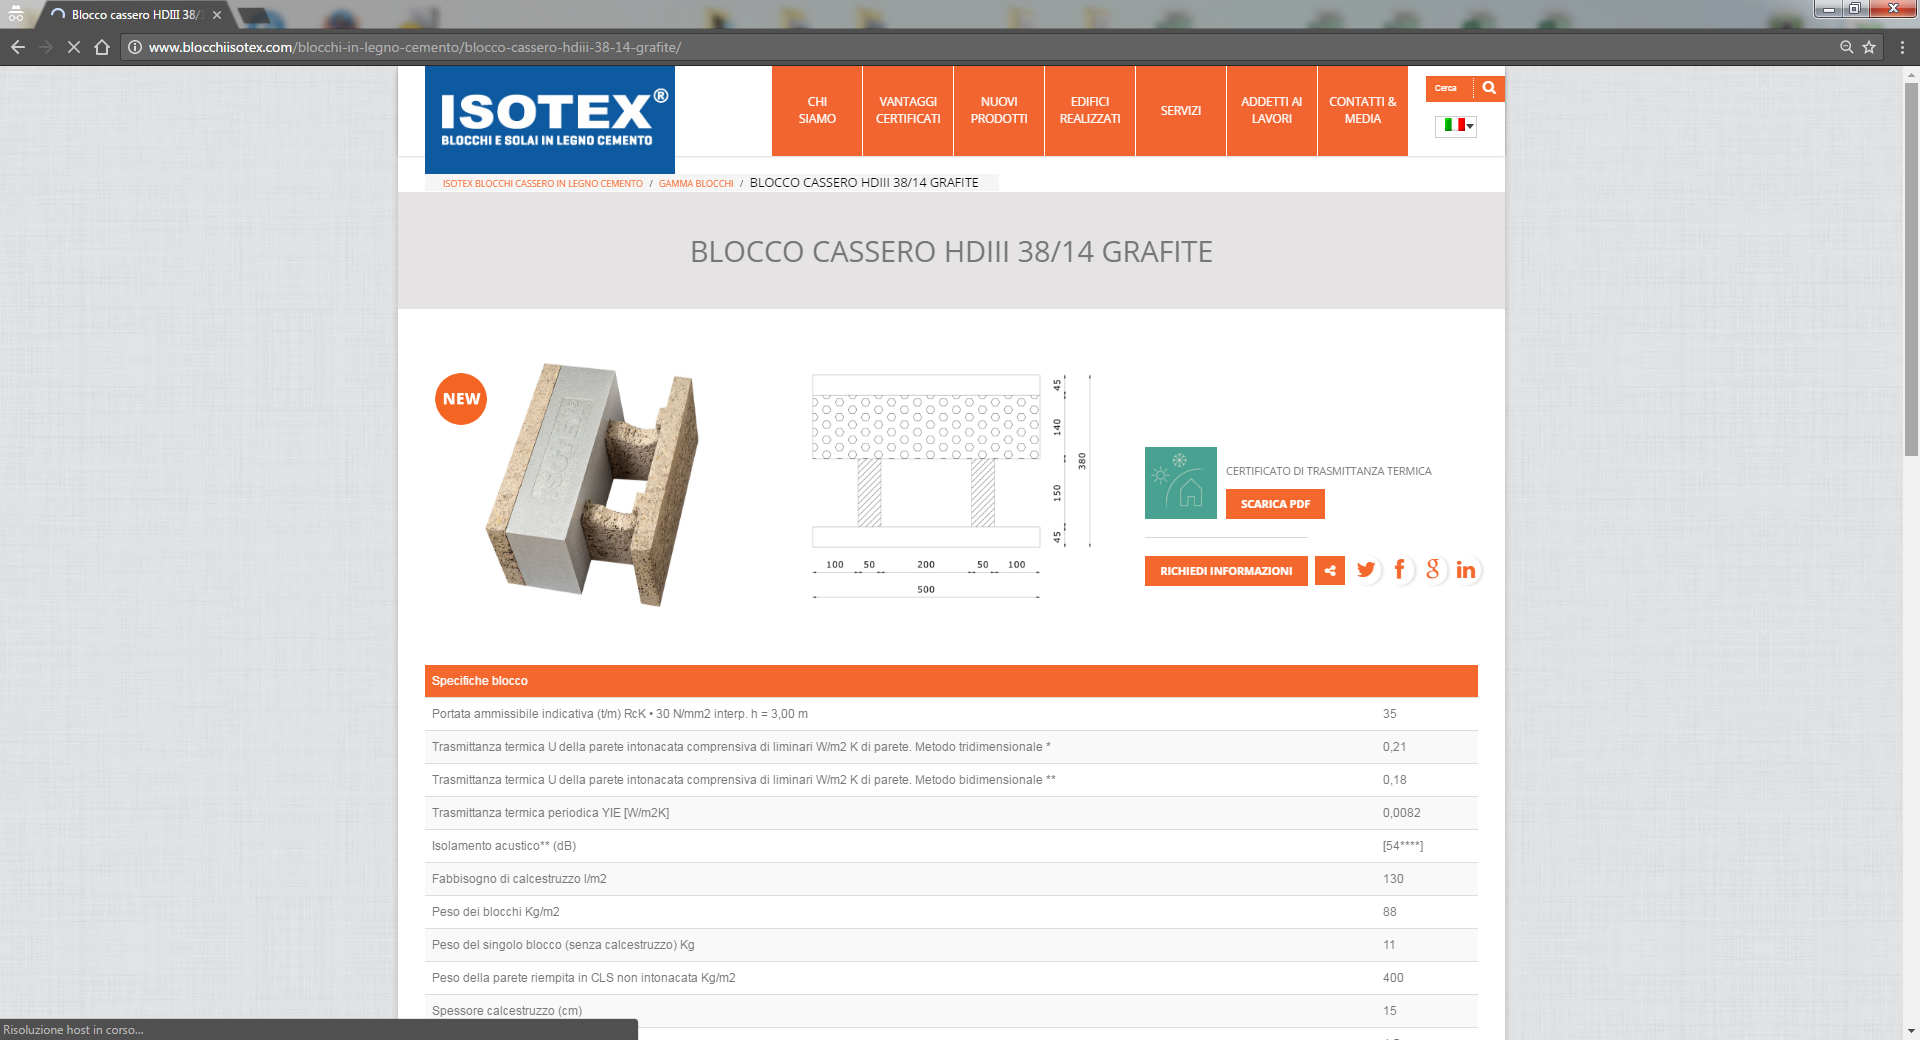 Blocco cassero HDIII 38/
www.blocchiisotex.com/blocchi-in-legno-cemento/blocco-cassero-hdiii-38-14-grafite/
ISOTEX®
BLOCCHI E SOLAI IN LEGNO CEMENTO
CHI
SIAMO
VANTAGGI
CERTIFICATI
NUOVI
PRODOTTI
EDIFICI
REALIZZATI
SERVIZI
ADDETTI AI
LAVORI
CONTATTI &
MEDIA
Cerca
ISOTEX BLOCCHI CASSERO IN LEGNO CEMENTO / GAMMA BLOCCHI / BLOCCO CASSERO HDIII 38/14 GRAFITE
BLOCCO CASSERO HDIII 38/14 GRAFITE
NEW
ISOTEX
45
140
150
45
380
100 50 200 50 100
500
CERTIFICATO DI TRASMITTANZA TERMICA
SCARICA PDF
RICHIEDI INFORMAZIONI
Specifiche blocco
Portata ammissibile indicativa (t/m) RcK • 30 N/mm2 interp. h = 3,00 m 35
Trasmittanza termica U della parete intonacata comprensiva di liminari W/m2 K di parete. Metodo tridimensionale * 0,21
Trasmittanza termica U della parete intonacata comprensiva di liminari W/m2 K di parete. Metodo bidimensionale ** 0,18
Trasmittanza termica periodica YIE [W/m2K] 0,0082
Isolamento acustico** (dB) [54****]
Fabbisogno di calcestruzzo l/m2 130
Peso dei blocchi Kg/m2 88
Peso del singolo blocco (senza calcestruzzo) Kg 11
Peso della parete riempita in CLS non intonacata Kg/m2 400
Spessore calcestruzzo (cm) 15
Risoluzione host in corso...